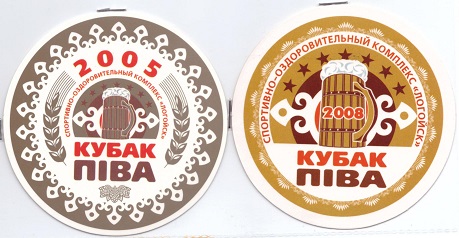 2005
СПОРТИВНО-ОЗДОРОВИТЕЛЬНЫЙ КОМПЛЕКС «ЛОГОЙСК»
КУБАК
ПІВА
СПОРТИВНО-ОЗДОРОВИТЕЛЬНЫЙ КОМПЛЕКС «ЛОГОЙСК»
2008
КУБАК
ПІВА